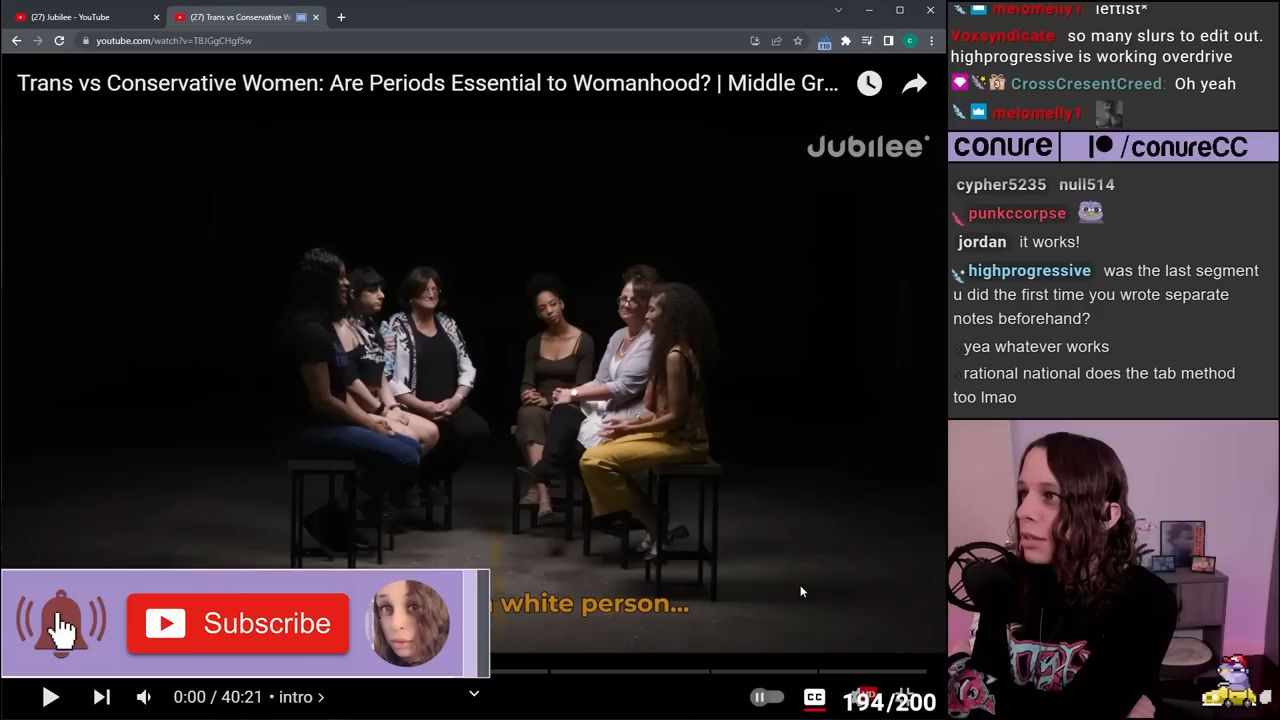 (27) Jubilee - YouTube
(27) Trans vs Conservative W
youtube.com/watch?v=TBJGgCHgf5w
Trans vs Conservative Women: Are Periods Essential to Womanhood? | Middle Gr...
Jubilee
white person...
Subscribe
0:00 / 40:21 • intro ›
CC
194/200
melomelly1 leftist*
Voxsyndicate so many slurs to edit out.
highprogressive is working overdrive
CrossCresentCreed: Oh yeah
melomelly1
conure
/conureCC
cypher5235 null514
punkccorpse
jordan it works!
highprogressive was the last segment
u did the first time you wrote separate
notes beforehand?
yea whatever works
rational national does the tab method
too lmao